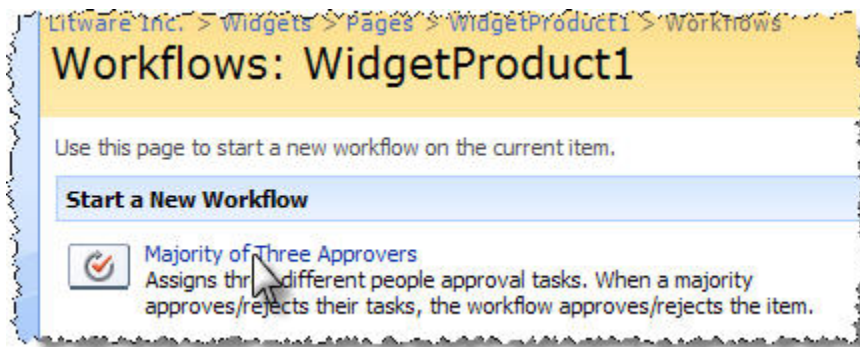 Litware Inc. > Widgets > Pages > WidgetProduct1 > Workflows
Workflows: WidgetProduct1
Use this page to start a new workflow on the current item.
Start a New Workflow
Majority of Three Approvers
Assigns three different people approval tasks. When a majority
approves/rejects their tasks, the workflow approves/rejects the item.